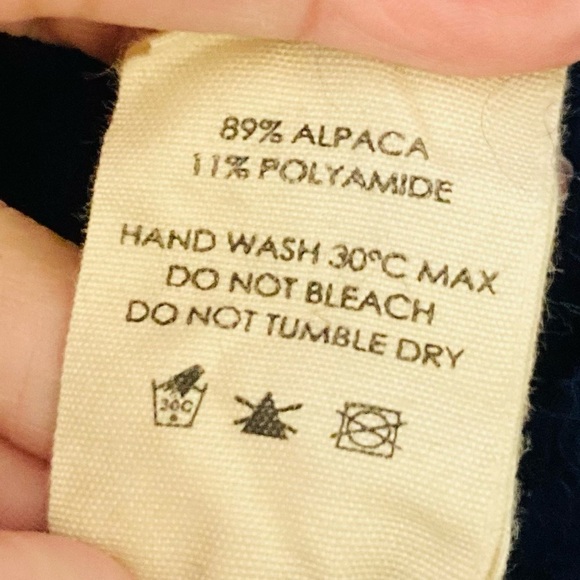 89% ALPACA
11% POLYAMIDE
HAND WASH 30°C MAX
DO NOT BLEACH
DO NOT TUMBLE DRY
30C